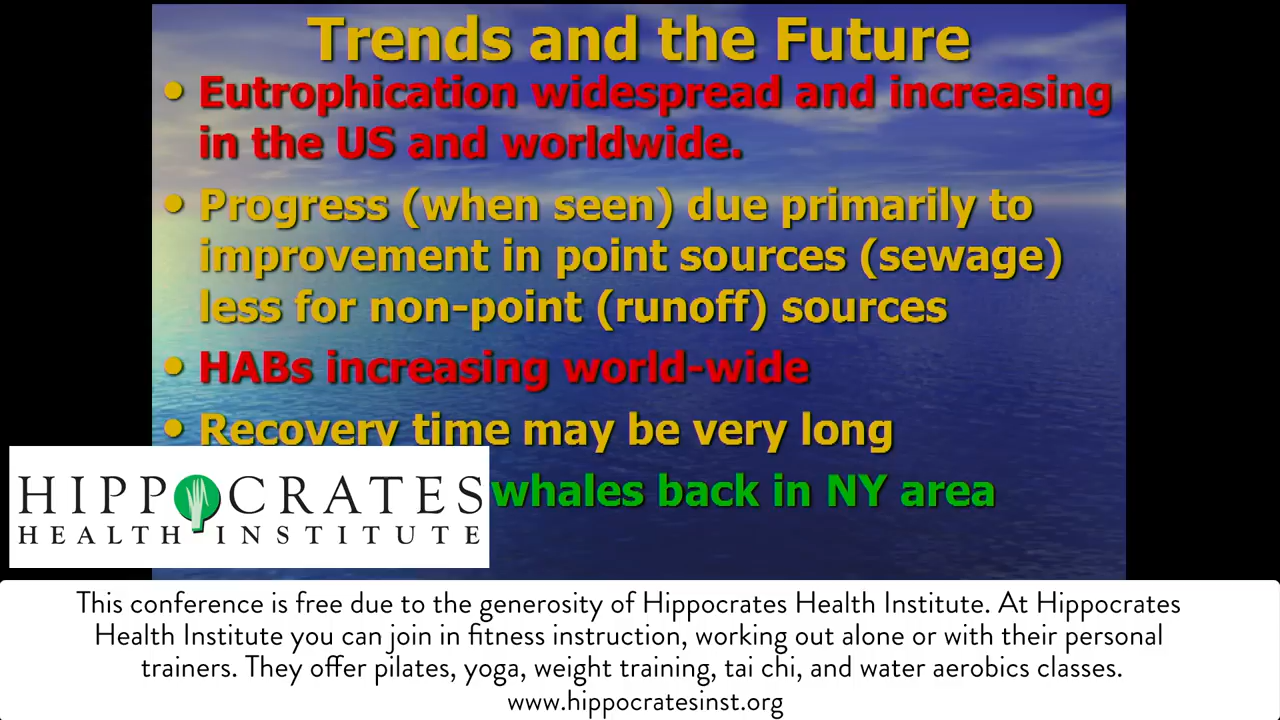 Trends and the Future
• Eutrophication widespread and increasing
in the US and worldwide.
• Progress (when seen) due primarily to
improvement in point sources (sewage)
less for non-point (runoff) sources
• HABs increasing world-wide
• Recovery time may be very long
whales back in NY area
HIPPOCRATES
HEALTH INSTITUTE
This conference is free due to the generosity of Hippocrates Health Institute. At Hippocrates
Health Institute you can join in fitness instruction, working out alone or with their personal
trainers. They offer pilates, yoga, weight training, tai chi, and water aerobics classes.
www.hippocratesinst.org